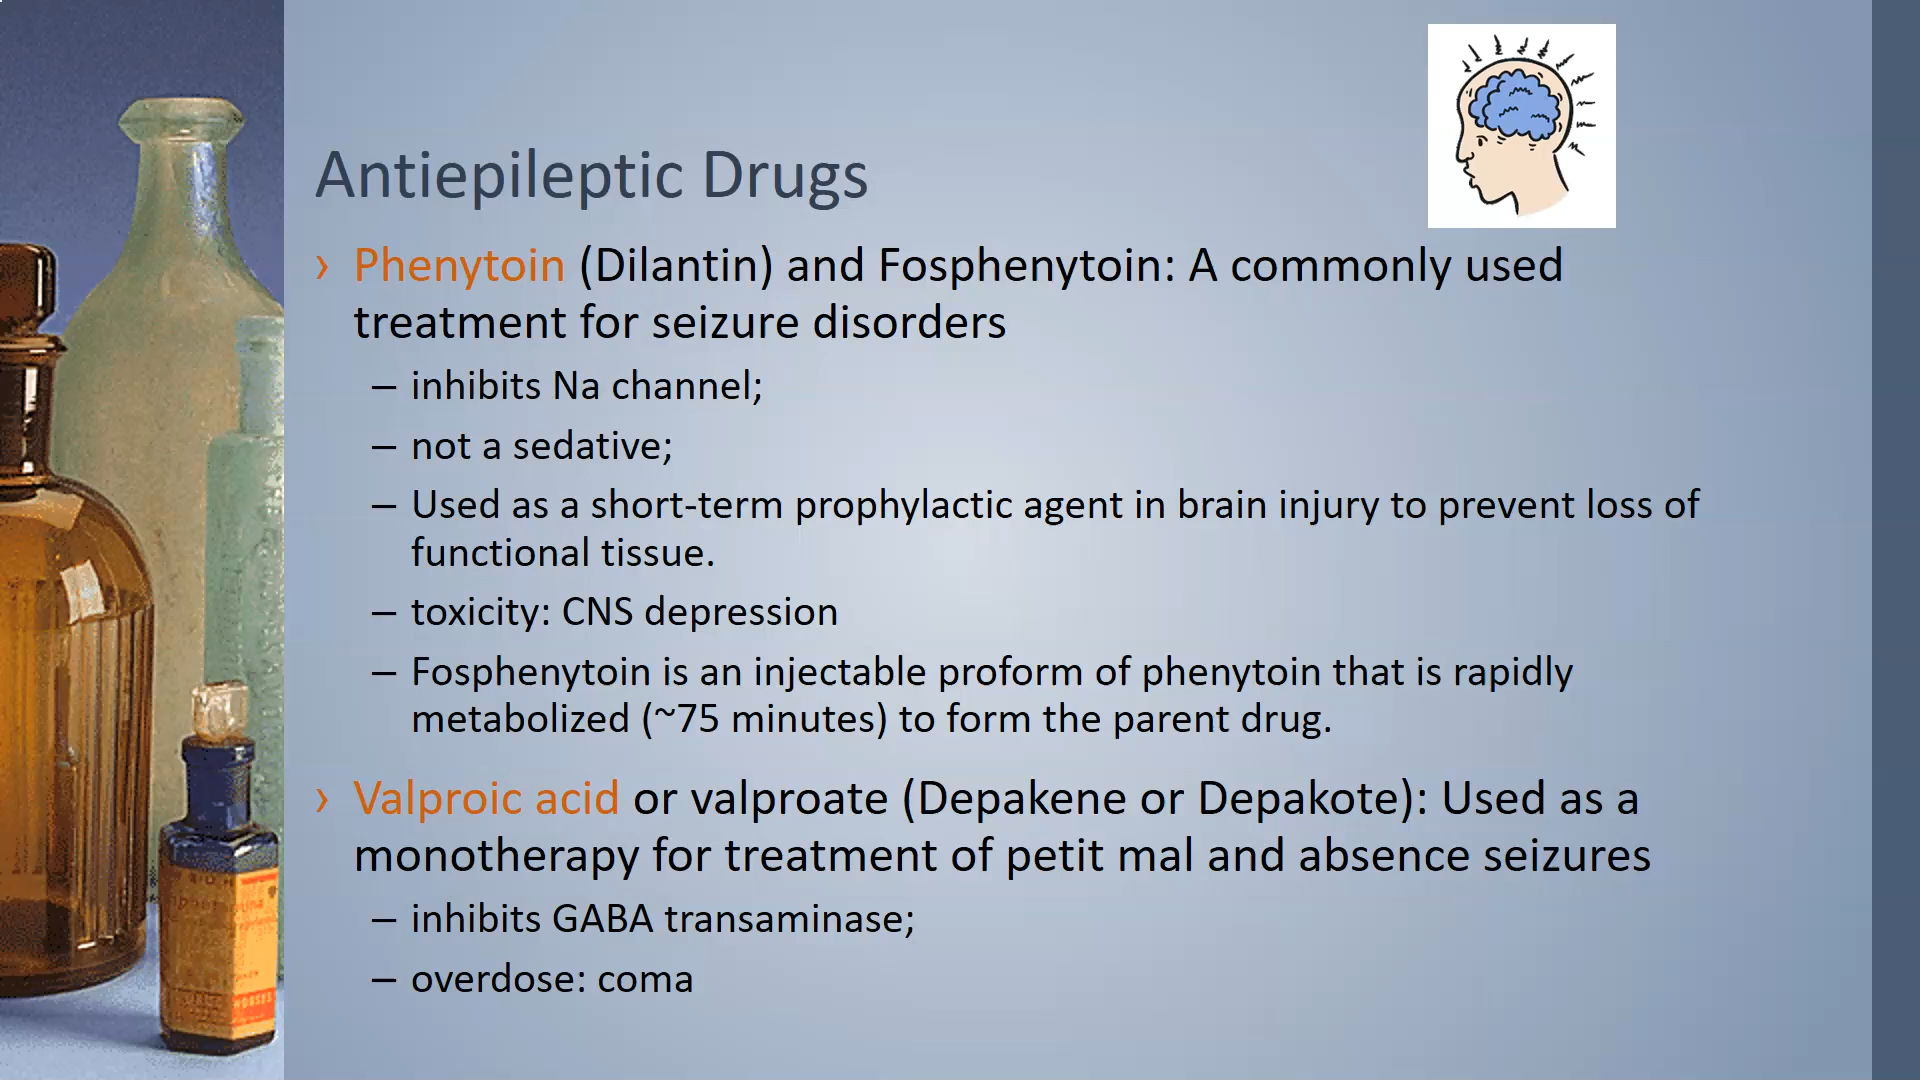 Antiepileptic Drugs
› Phenytoin (Dilantin) and Fosphenytoin: A commonly used
treatment for seizure disorders
– inhibits Na channel;
– not a sedative;
– Used as a short-term prophylactic agent in brain injury to prevent loss of
functional tissue.
– toxicity: CNS depression
– Fosphenytoin is an injectable proform of phenytoin that is rapidly
metabolized (~75 minutes) to form the parent drug.
› Valproic acid or valproate (Depakene or Depakote): Used as a
monotherapy for treatment of petit mal and absence seizures
– inhibits GABA transaminase;
– overdose: coma